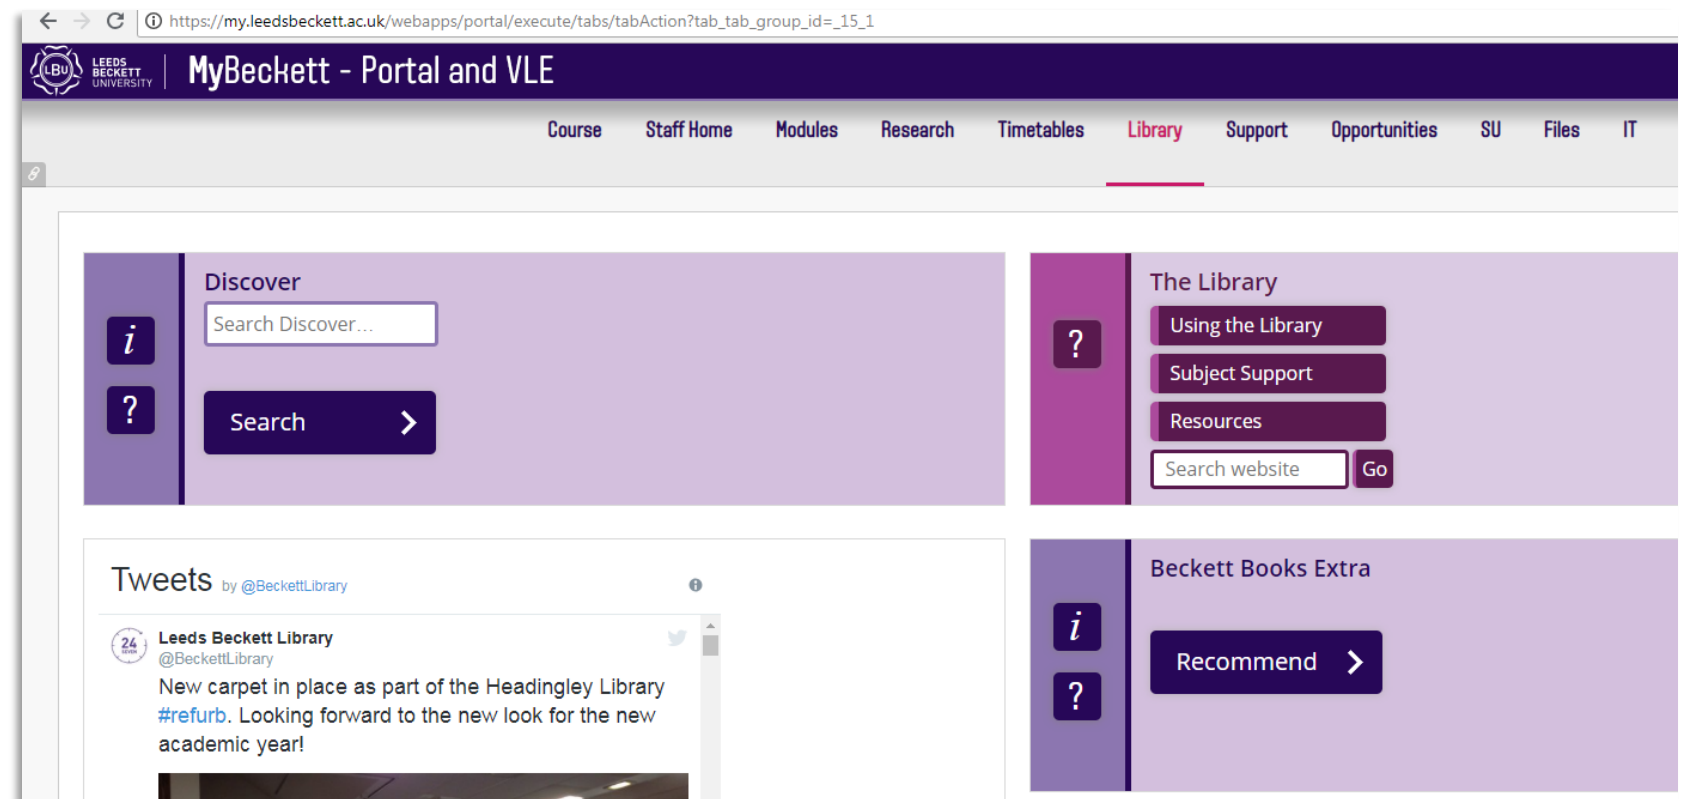 https://my.leedsbeckett.ac.uk/webapps/portal/execute/tabs/tabAction?tab_tab_group_id=_15_1
LBU
LEEDS
BECKETT
UNIVERSITY
MyBeckett - Portal and VLE
Course Staff Home Modules Research Timetables Library Support Opportunities SU Files IT
Discover
Search Discover...
i
?
Search
The Library
?
Using the Library
Subject Support
Resources
Search website Go
Tweets by @BeckettLibrary
24
SEVEN
Leeds Beckett Library
@BeckettLibrary
New carpet in place as part of the Headingley Library
#refurb. Looking forward to the new look for the new
academic year!
Beckett Books Extra
i
?
Recommend